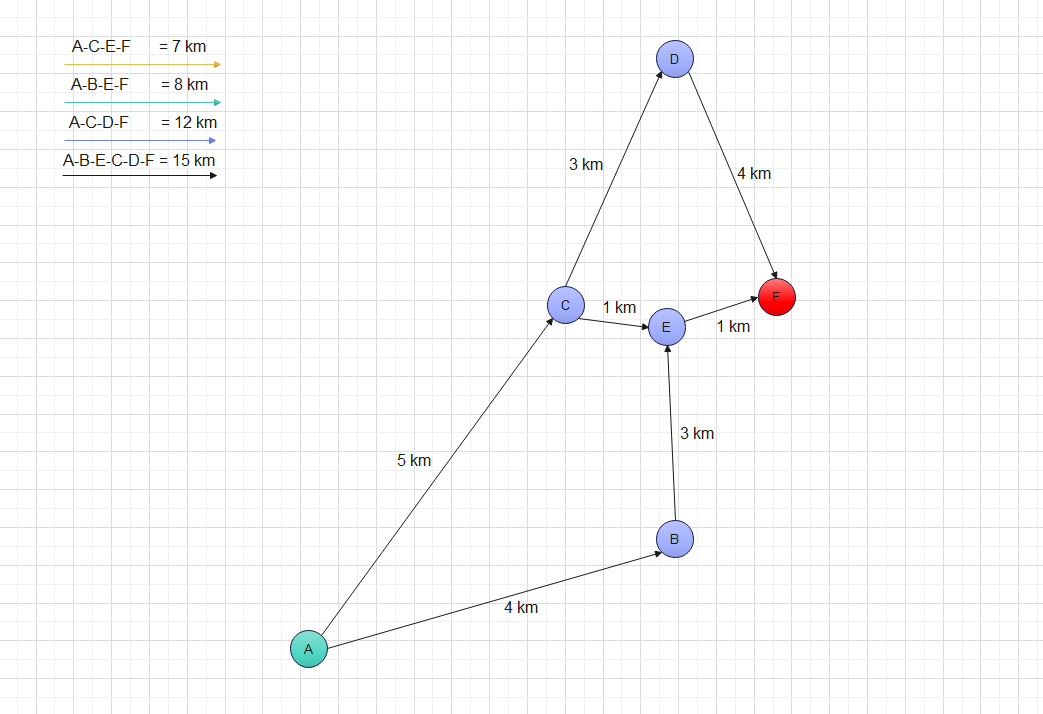 A-C-E-F = 7 km
A-B-E-F = 8 km
A-C-D-F = 12 km
A-B-E-C-D-F = 15 km
D
3 km
4 km
C
1 km
E
F
1 km
3 km
5 km
B
4 km
A